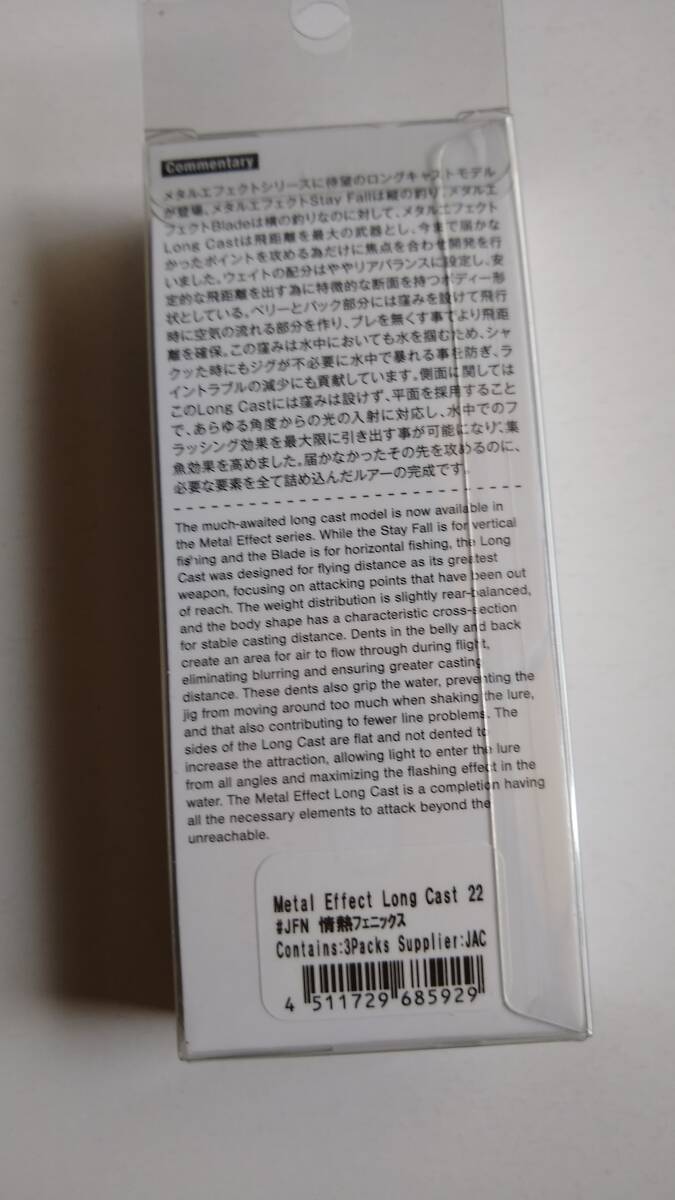 Commentary
メタルエフェクトシリーズに待望のロングキャストモデル
が登場。メタルエフェクトStay Fallは縦の釣り、メタルエ
フェクトBladeは横の釣りなのに対して、メタルエフェクト
Long Castは飛距離を最大の武器とし、今まで届かな
かったポイントを攻める為だけに焦点を合わせ開発を行
いました。ウェイトの配分はややリアバランスに設定し、安
定的な飛距離を出す為に特徴的な断面を持つボディー形
状としている。ベリーとバック部分には窪みを設けて飛行
時に空気の流れる部分を作り、ブレを無くす事でより飛距
離を確保。この窪みは水中においても水を掴むため、シャ
クッた時にもジグが不必要に水中で暴れる事を防ぎ、ラ
イントラブルの減少にも貢献しています。側面に関しては
このLong Castには窪みは設けず、平面を採用すること
で、あらゆる角度からの光の入射に対応し、水中でのフ
ラッシング効果を最大限に引き出す事が可能になり、集
魚効果を高めました。届かなかったその先を攻めるのに、
必要な要素を全て詰め込んだルアーの完成です。
The much-awaited long cast model is now available in
the Metal Effect series. While the Stay Fall is for vertical
fishing and the Blade is for horizontal fishing, the Long
Cast was designed for flying distance as its greatest
weapon, focusing on attacking points that have been out
of reach. The weight distribution is slightly rear-balanced,
and the body shape has a characteristic cross-section
for stable casting distance. Dents in the belly and back
create an area for air to flow through during flight,
eliminating blurring and ensuring greater casting
distance. These dents also grip the water, preventing the
jig from moving around too much when shaking the lure,
and that also contributing to fewer line problems. The
sides of the Long Cast are flat and not dented to
increase the attraction, allowing light to enter the lure
from all angles and maximizing the flashing effect in the
water. The Metal Effect Long Cast is a completion having
all the necessary elements to attack beyond the
unreachable.
Metal Effect Long Cast 22
#JFN 情熱フェニックス
Contains:3Packs Supplier:JAC
4 511729 685929